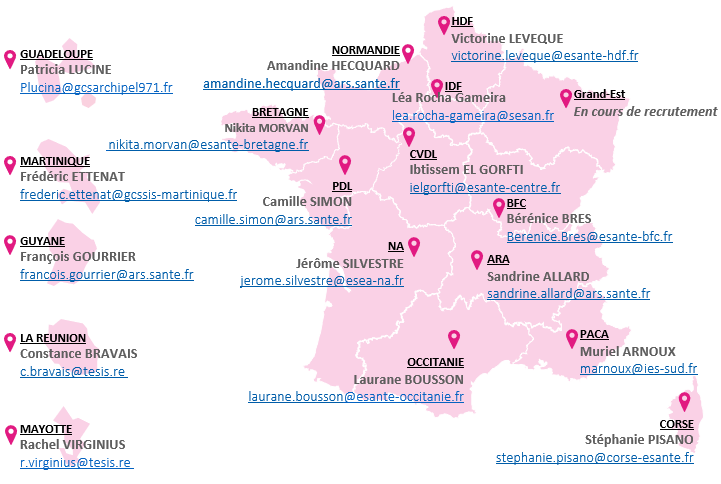 HDF
Victorine LEVEQUE
victorine.leveque@esante-hdf.fr
NORMANDIE
Amandine HECQUARD
amandine.hecquard@ars.sante.fr
IDF
Léa Rocha Gameira
lea.rocha-gameira@sesan.fr
Grand-Est
En cours de recrutement
GUADELOUPE
Patricia LUCINE
Plucina@gcsarchipel971.fr
BRETAGNE
Nikita MORVAN
nikita.morvan@esante-bretagne.fr
CVDL
Ibtissem EL GORFTI
ielgorfti@esante-centre.fr
MARTINIQUE
Frédéric ETTENAT
frederic.ettenat@gcssis-martinique.fr
PDL
Camille SIMON
camille.simon@ars.sante.fr
BFC
Bérénice BRES
Berenice.Bres@esante-bfc.fr
GUYANE
François GOURRIER
francois.gourrier@ars.sante.fr
NA
Jérôme SILVESTRE
jerome.silvestre@esea-na.fr
ARA
Sandrine ALLARD
sandrine.allard@ars.sante.fr
LA REUNION
Constance BRAVAIS
c.bravais@tesis.re
OCCITANIE
Laurane BOUSSON
laurane.bousson@esante-occitanie.fr
PACA
Muriel ARNOUX
marnoux@ies-sud.fr
MAYOTTE
Rachel VIRGINIUS
r.virginius@tesis.re
CORSE
Stéphanie PISANO
stephanie.pisano@corse-esante.fr